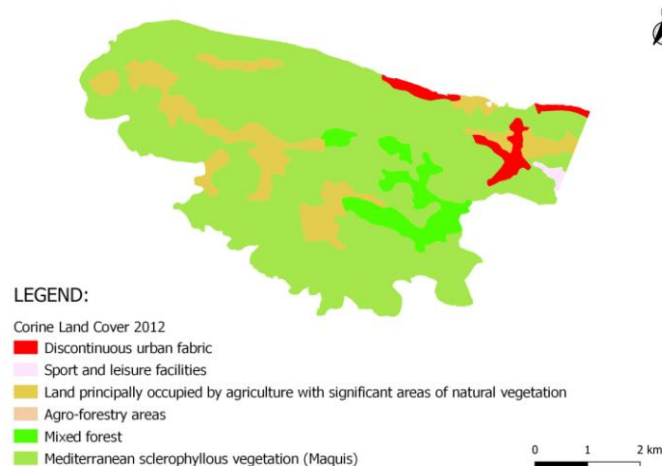 LEGEND:
Corine Land Cover 2012
Discontinuous urban fabric
Sport and leisure facilities
Land principally occupied by agriculture with significant areas of natural vegetation
Agro-forestry areas
Mixed forest
Mediterranean sclerophyllous vegetation (Maquis)
0 1 2 km